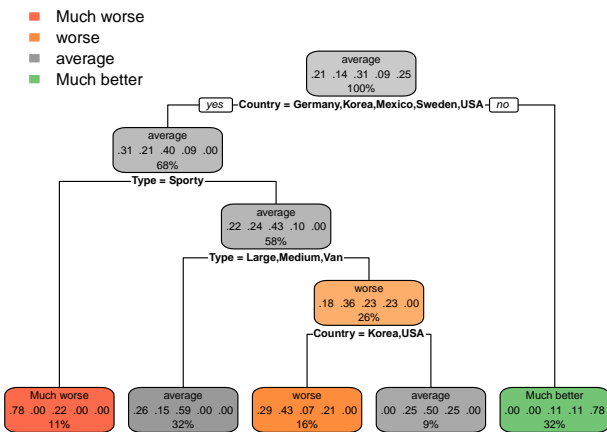 Much worse
worse
average
Much better
average
.21 .14 .31 .09 .25
100%
yes Country = Germany,Korea,Mexico,Sweden,USA no
average
.31 .21 .40 .09 .00
68%
Type = Sporty
average
.22 .24 .43 .10 .00
58%
Type = Large,Medium,Van
worse
.18 .36 .23 .23 .00
26%
Country = Korea,USA
Much worse
.78 .00 .22 .00 .00
11%
average
.26 .15 .59 .00 .00
32%
worse
.29 .43 .07 .21 .00
16%
average
.00 .25 .50 .25 .00
9%
Much better
.00 .00 .11 .11 .78
32%